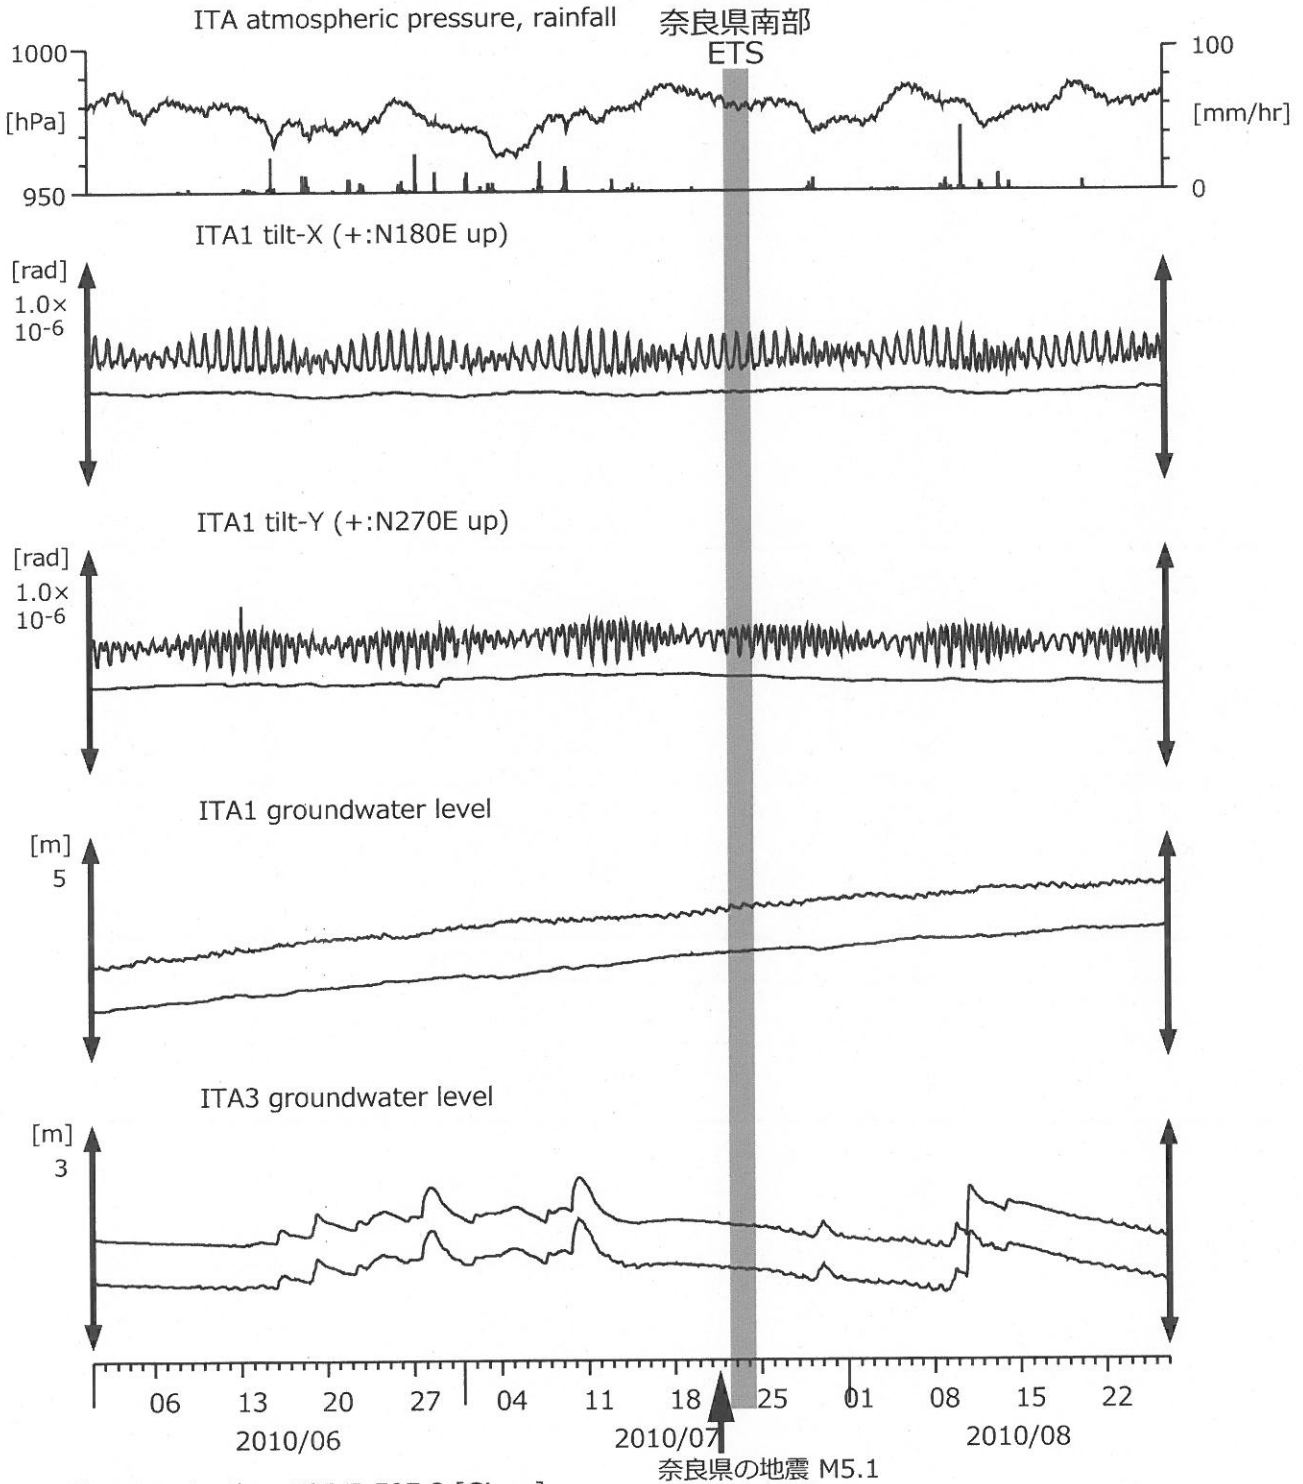 ITA atmospheric pressure, rainfall
奈良県南部
ETS
1000
[hPa]
950
100
[mm/hr]
0
ITA1 tilt-X (+:N180E up)
[rad]
1.0×
10-6
ITA1 tilt-Y (+:N270E up)
[rad]
1.0×
10-6
ITA1 groundwater level
[m]
5
ITA3 groundwater level
[m]
3
06 13 20 27 04 11 18 25 01 08 15 22
2010/06 2010/07 2010/08
奈良県の地震 M5.1